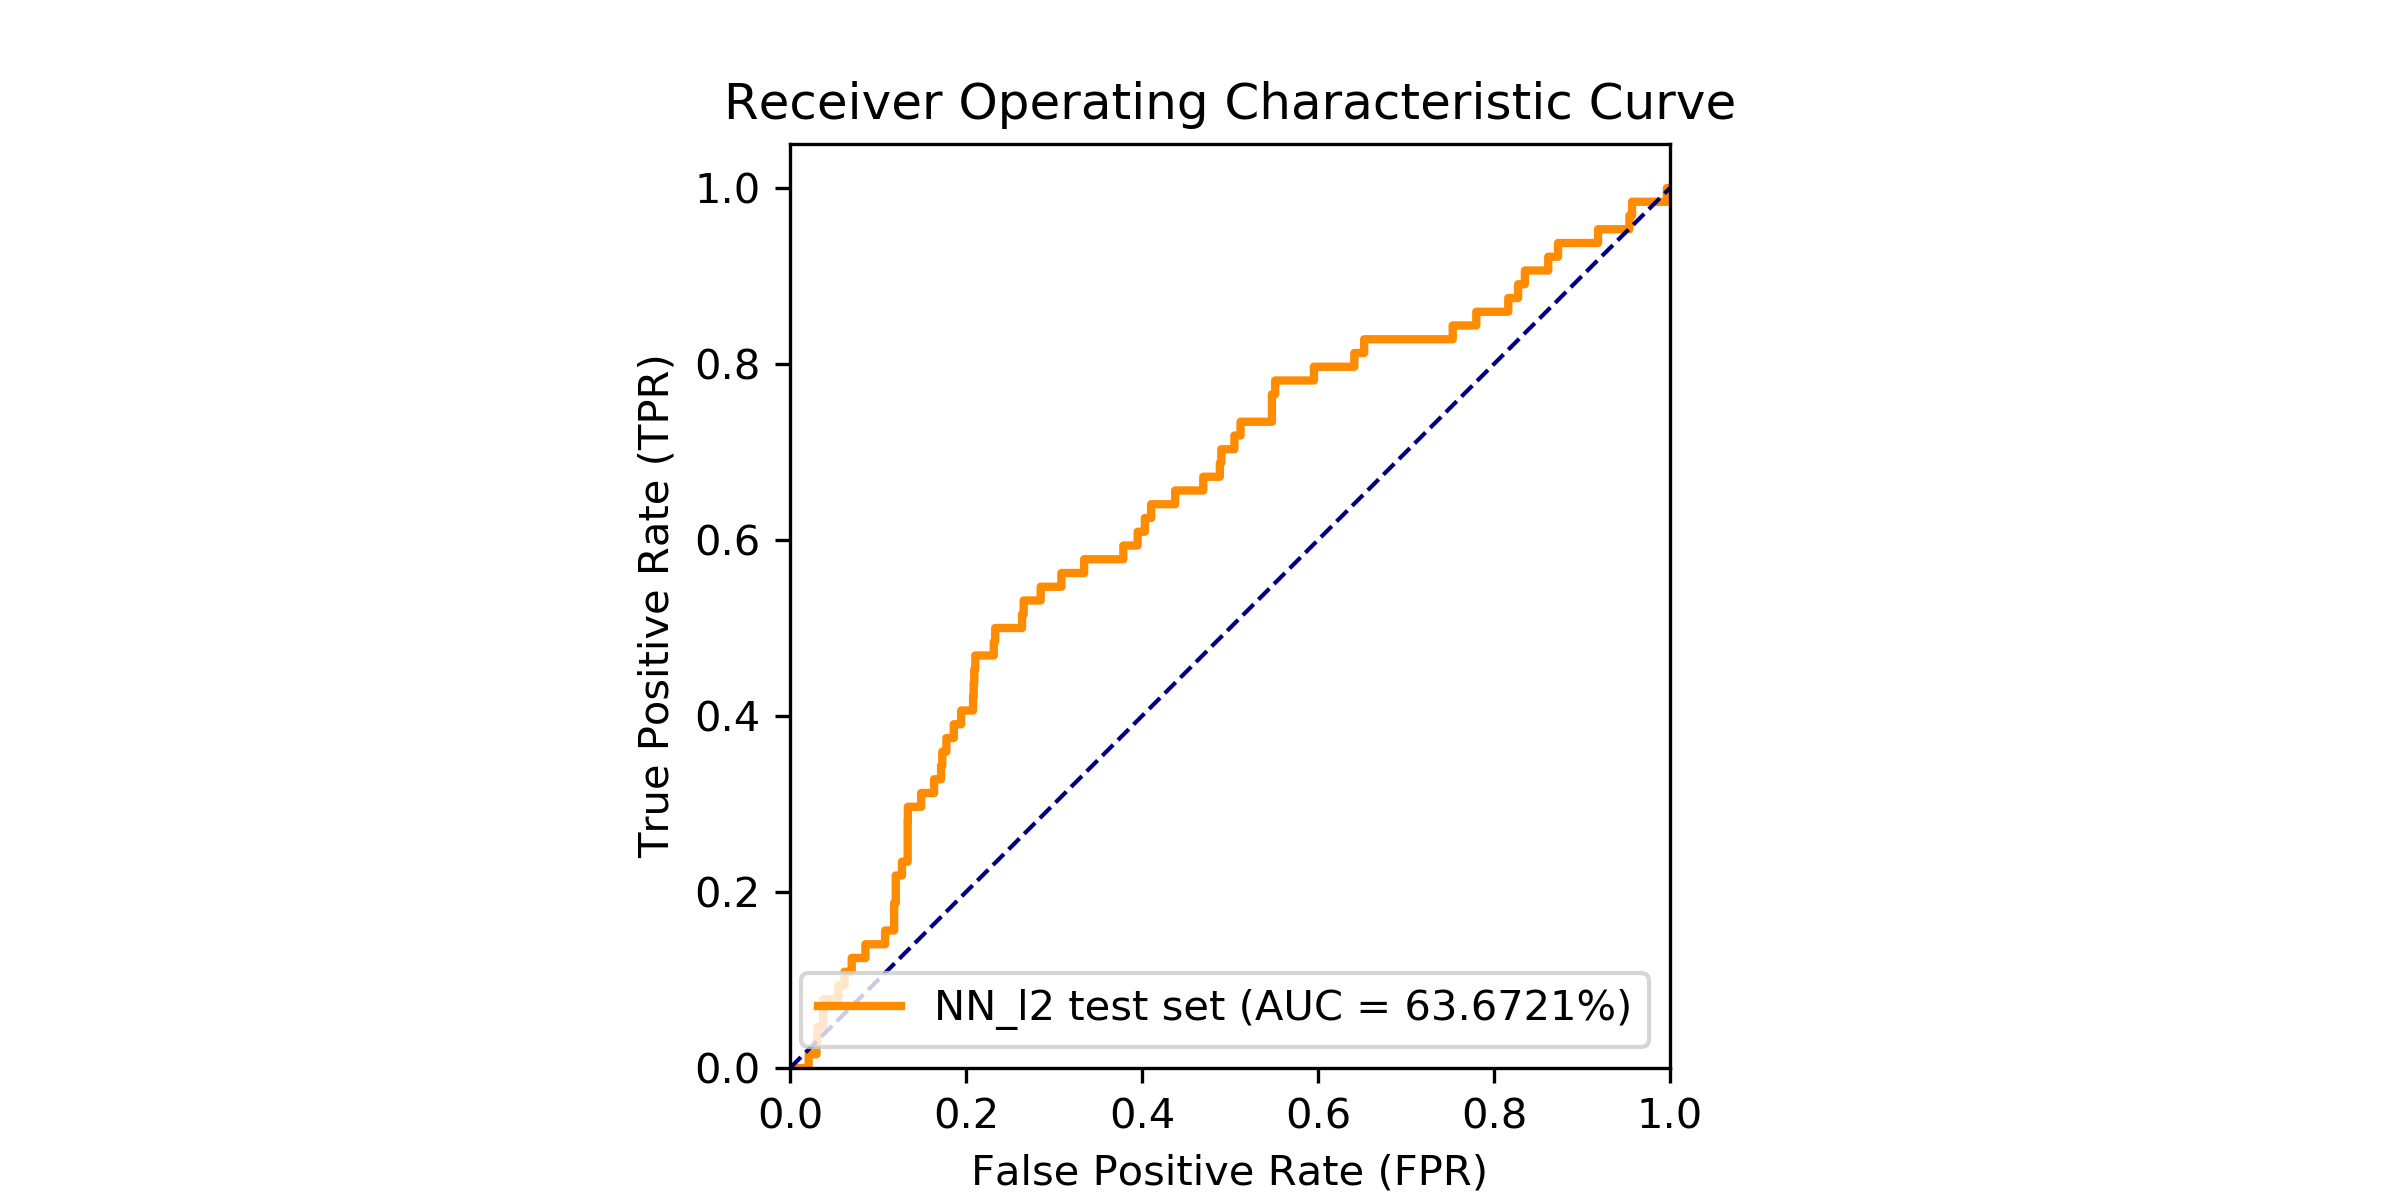 Receiver Operating Characteristic Curve
True Positive Rate (TPR)
1.0
0.8
0.6
0.4
0.2
0.0
NN_l2 test set (AUC = 63.6721%)
0.0 0.2 0.4 0.6 0.8 1.0
False Positive Rate (FPR)